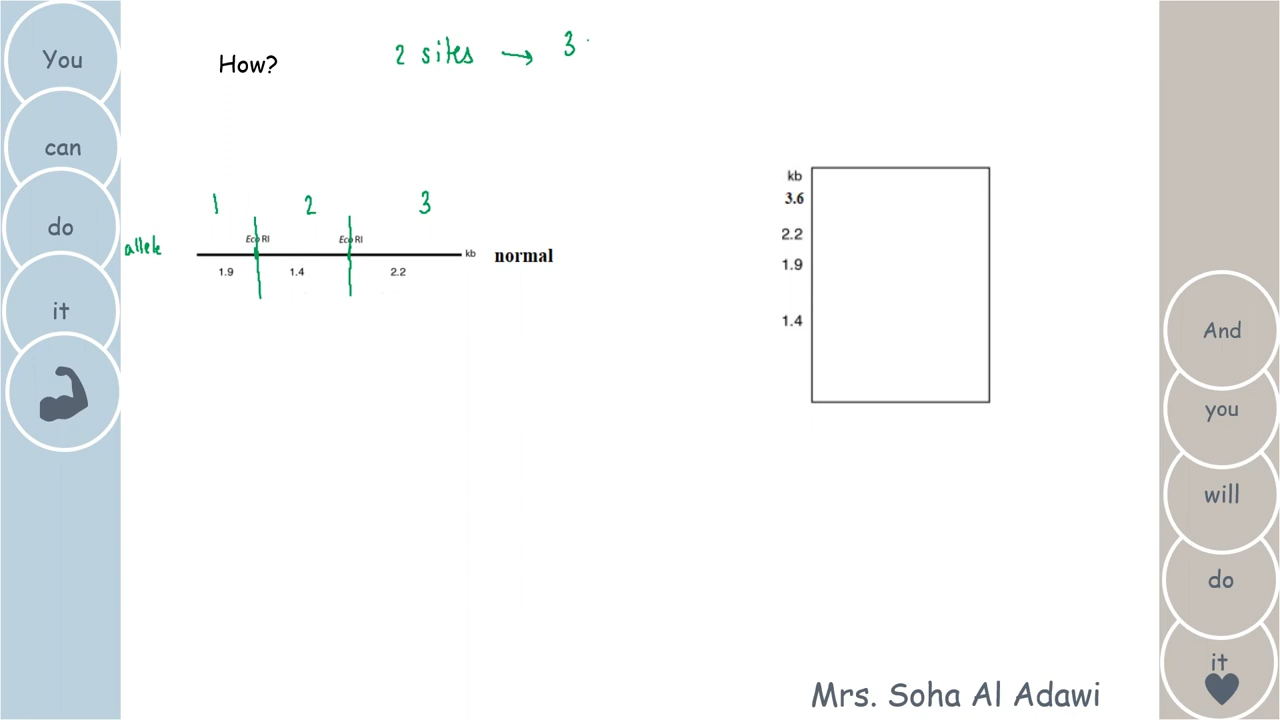 You
can
do
it
How?
2 sites → 3
1 2 3
allele
EcoRI EcoRI
kb normal
1.9 1.4 2.2
kb
3.6
2.2
1.9
1.4
And
you
will
do
it
Mrs. Soha Al Adawi